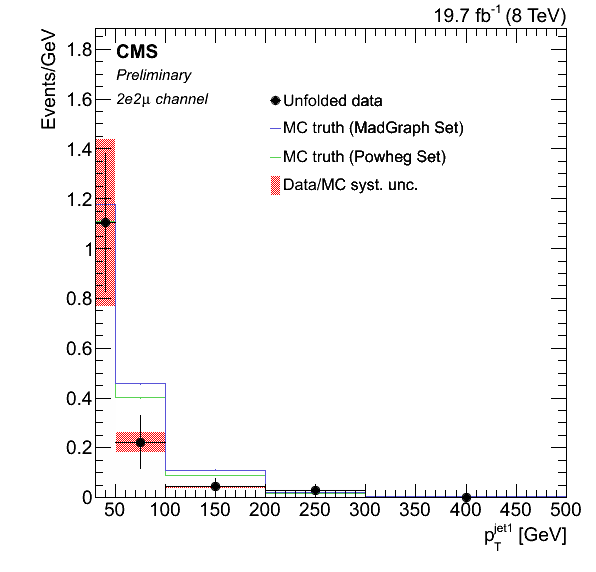 19.7 fb⁻¹ (8 TeV)
Events/GeV
CMS
Preliminary
2e2μ channel
Unfolded data
MC truth (MadGraph Set)
MC truth (Powheg Set)
Data/MC syst. unc.
1.8
1.6
1.4
1.2
1
0.8
0.6
0.4
0.2
0
50 100 150 200 250 300 350 400 450 500
p_T^jet1 [GeV]